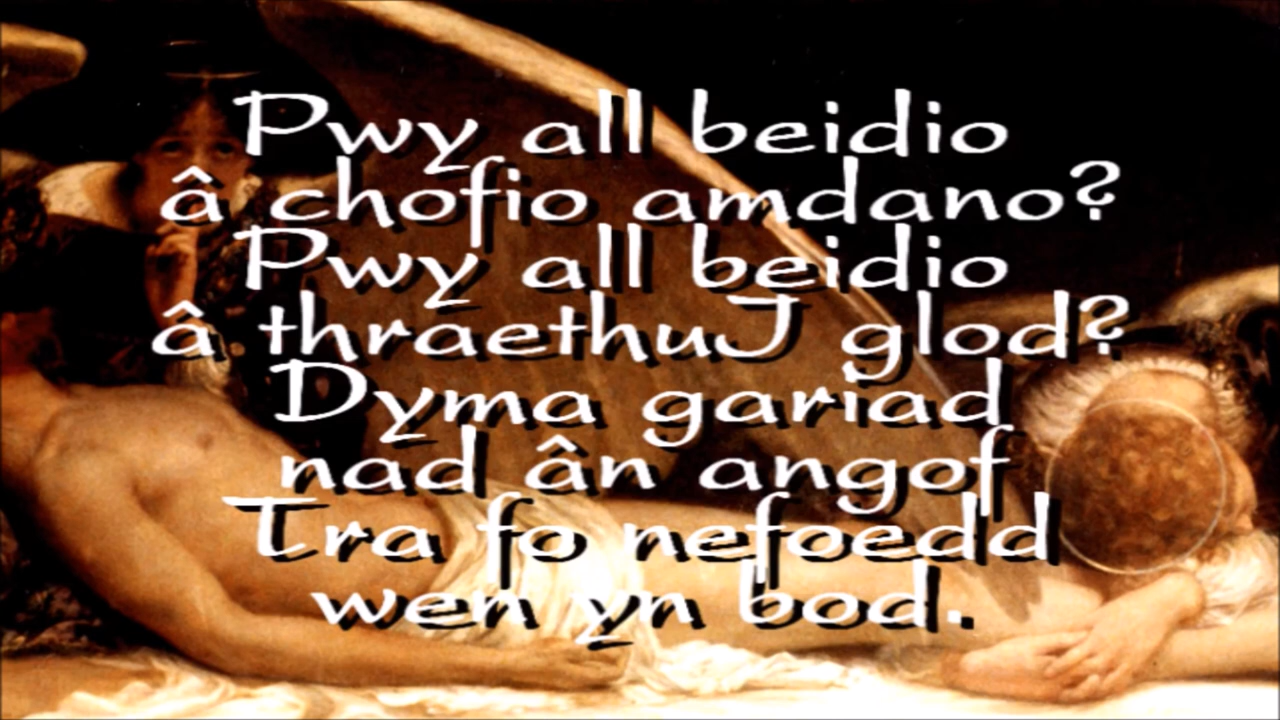 Pwy all beidio
â chofio amdano?
Pwy all beidio
â thraethuJ glod?
Dyma gariad
nad ân angof
Tra fo nefoedd
wen yn bod.